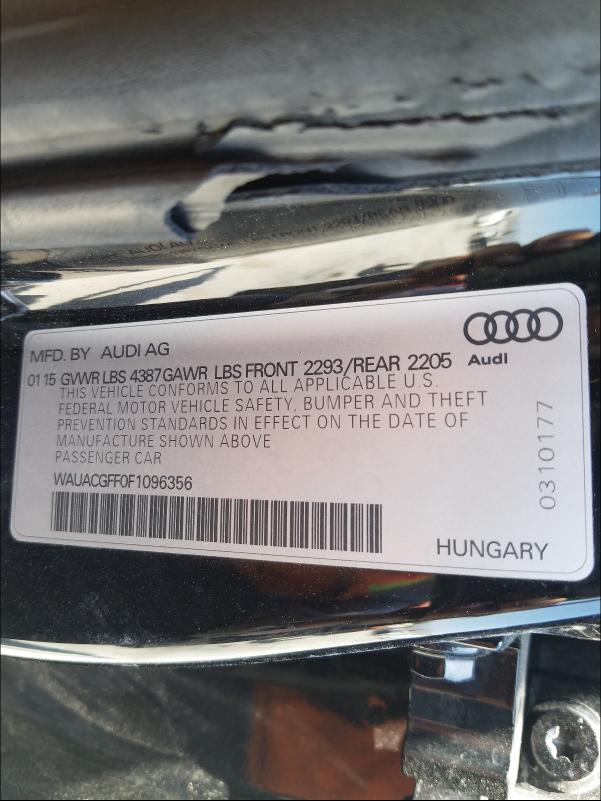 MFD. BY AUDI AG
Audi
01 15 GVWR LBS 4387 GAWR LBS FRONT 2293/REAR 2205
THIS VEHICLE CONFORMS TO ALL APPLICABLE U.S.
FEDERAL MOTOR VEHICLE SAFETY, BUMPER AND THEFT
PREVENTION STANDARDS IN EFFECT ON THE DATE OF
MANUFACTURE SHOWN ABOVE
PASSENGER CAR
WAUACGFF0F1096356
HUNGARY
0310177